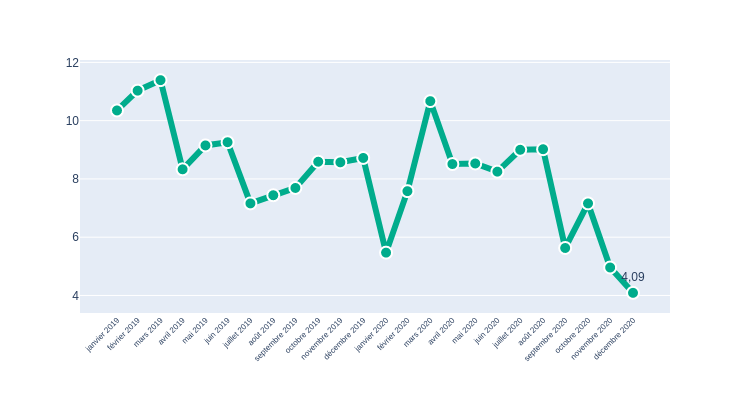 12
10
8
6
4
4,09
janvier 2019
février 2019
mars 2019
avril 2019
mai 2019
juin 2019
juillet 2019
août 2019
septembre 2019
octobre 2019
novembre 2019
décembre 2019
janvier 2020
février 2020
mars 2020
avril 2020
mai 2020
juin 2020
juillet 2020
août 2020
septembre 2020
octobre 2020
novembre 2020
décembre 2020